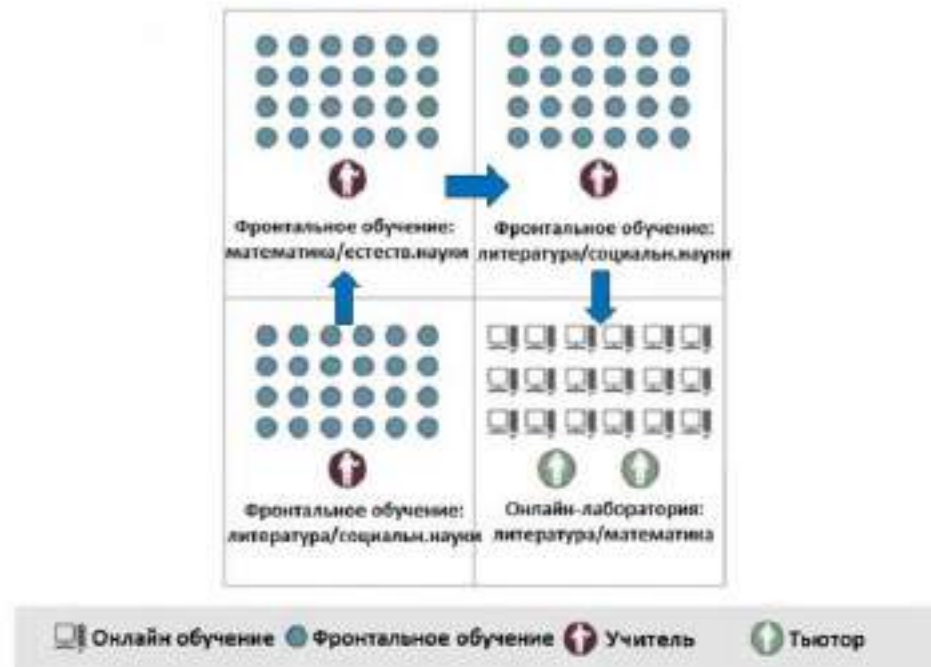 Фронтальное обучение:
математика/естеств.науки
Фронтальное обучение:
литература/социальн.науки
Фронтальное обучение:
литература/социальн.науки
Онлайн-лаборатория:
литература/математика
Онлайн обучение Фронтальное обучение Учитель Тьютор